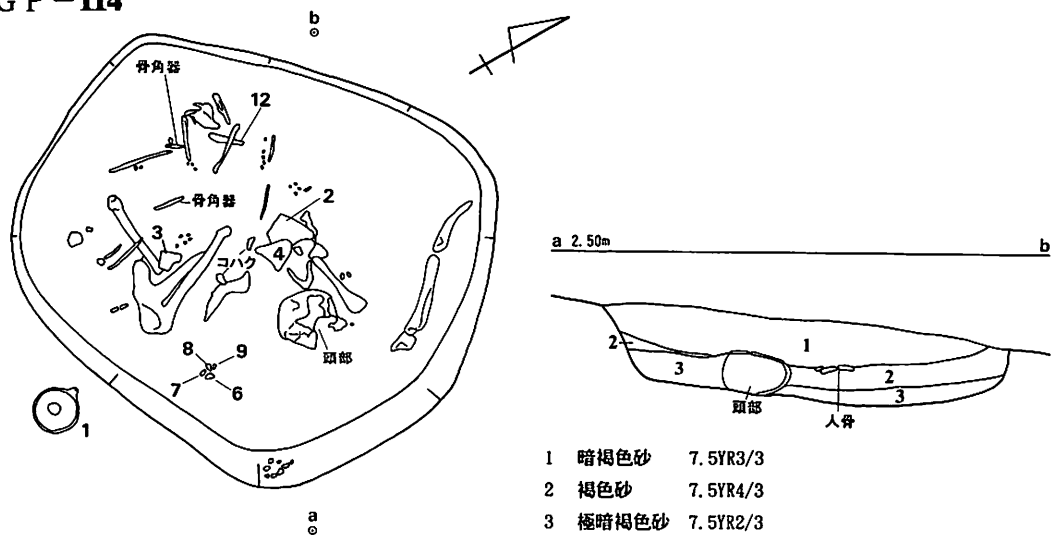 GP-114
b
骨角器
12
2
骨角器
3
4
コハク
頭部
8
9
7
6
1
a
a 2.50m
b
1
2
3
2
3
頭部
人骨
1 暗褐色砂 7.5YR3/3
2 褐色砂 7.5YR4/3
3 極暗褐色砂 7.5YR2/3